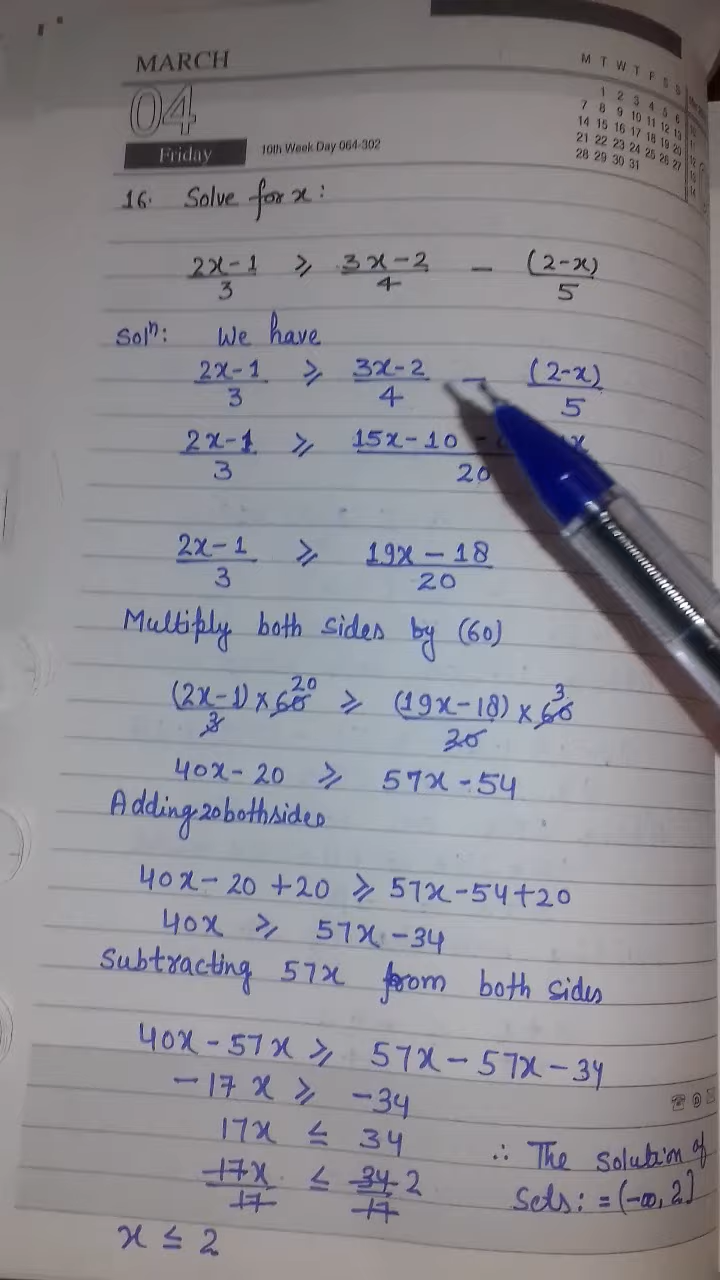 MARCH
04
Friday 10th Week Day 064-302
M T W T F S S
1 2 3 4 5 6
7 8 9 10 11 12 13
14 15 16 17 18 19 20
21 22 23 24 25 26 27
28 29 30 31
16. Solve for x:
(2x-1)/3 ≥ (3x-2)/4 - (2-x)/5
Solⁿ: We have
(2x-1)/3 ≥ (3x-2)/4 - (2-x)/5
(2x-1)/3 ≥ (15x-10 - x)/20
(2x-1)/3 ≥ (19x-18)/20
Multiply both sides by (60)
(2x-1)×60 20/3 ≥ (19x-18)×60 3/20
40x-20 ≥ 57x-54
Adding 20 both sides
40x-20+20 ≥ 57x-54+20
40x ≥ 57x-34
Subtracting 57x from both sides
40x-57x ≥ 57x-57x-34
-17x ≥ -34
17x ≤ 34
17x/17 ≤ 34/17 2
x ≤ 2
∴ The solution of
sets: = (-∞, 2]